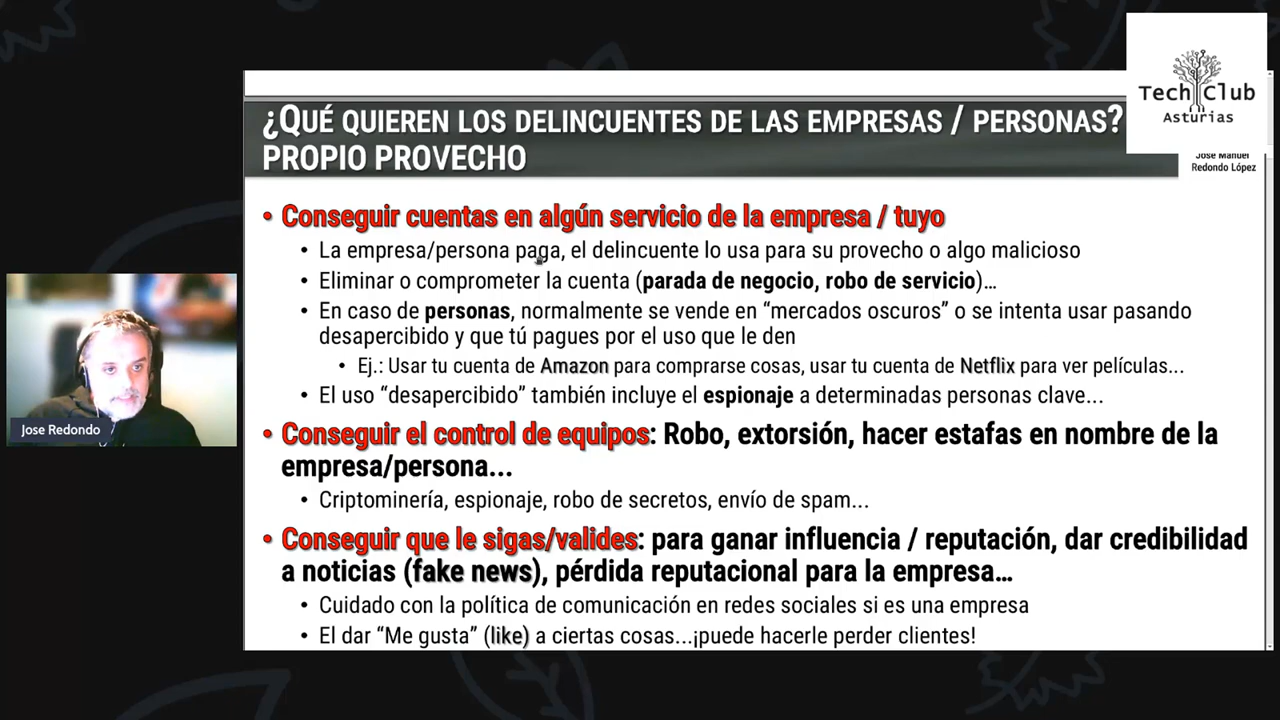 Tech Club
Asturias
¿QUÉ QUIEREN LOS DELINCUENTES DE LAS EMPRESAS / PERSONAS?
PROPIO PROVECHO
José Manuel
Redondo López
• Conseguir cuentas en algún servicio de la empresa / tuyo
• La empresa/persona paga, el delincuente lo usa para su provecho o algo malicioso
• Eliminar o comprometer la cuenta (parada de negocio, robo de servicio)…
• En caso de personas, normalmente se vende en “mercados oscuros” o se intenta usar pasando
desapercibido y que tú pagues por el uso que le den
• Ej.: Usar tu cuenta de Amazon para comprarse cosas, usar tu cuenta de Netflix para ver películas...
• El uso “desapercibido” también incluye el espionaje a determinadas personas clave...
• Conseguir el control de equipos: Robo, extorsión, hacer estafas en nombre de la
empresa/persona...
• Criptominería, espionaje, robo de secretos, envío de spam...
• Conseguir que le sigas/valides: para ganar influencia / reputación, dar credibilidad
a noticias (fake news), pérdida reputacional para la empresa…
• Cuidado con la política de comunicación en redes sociales si es una empresa
• El dar “Me gusta” (like) a ciertas cosas...¡puede hacerle perder clientes!
Jose Redondo